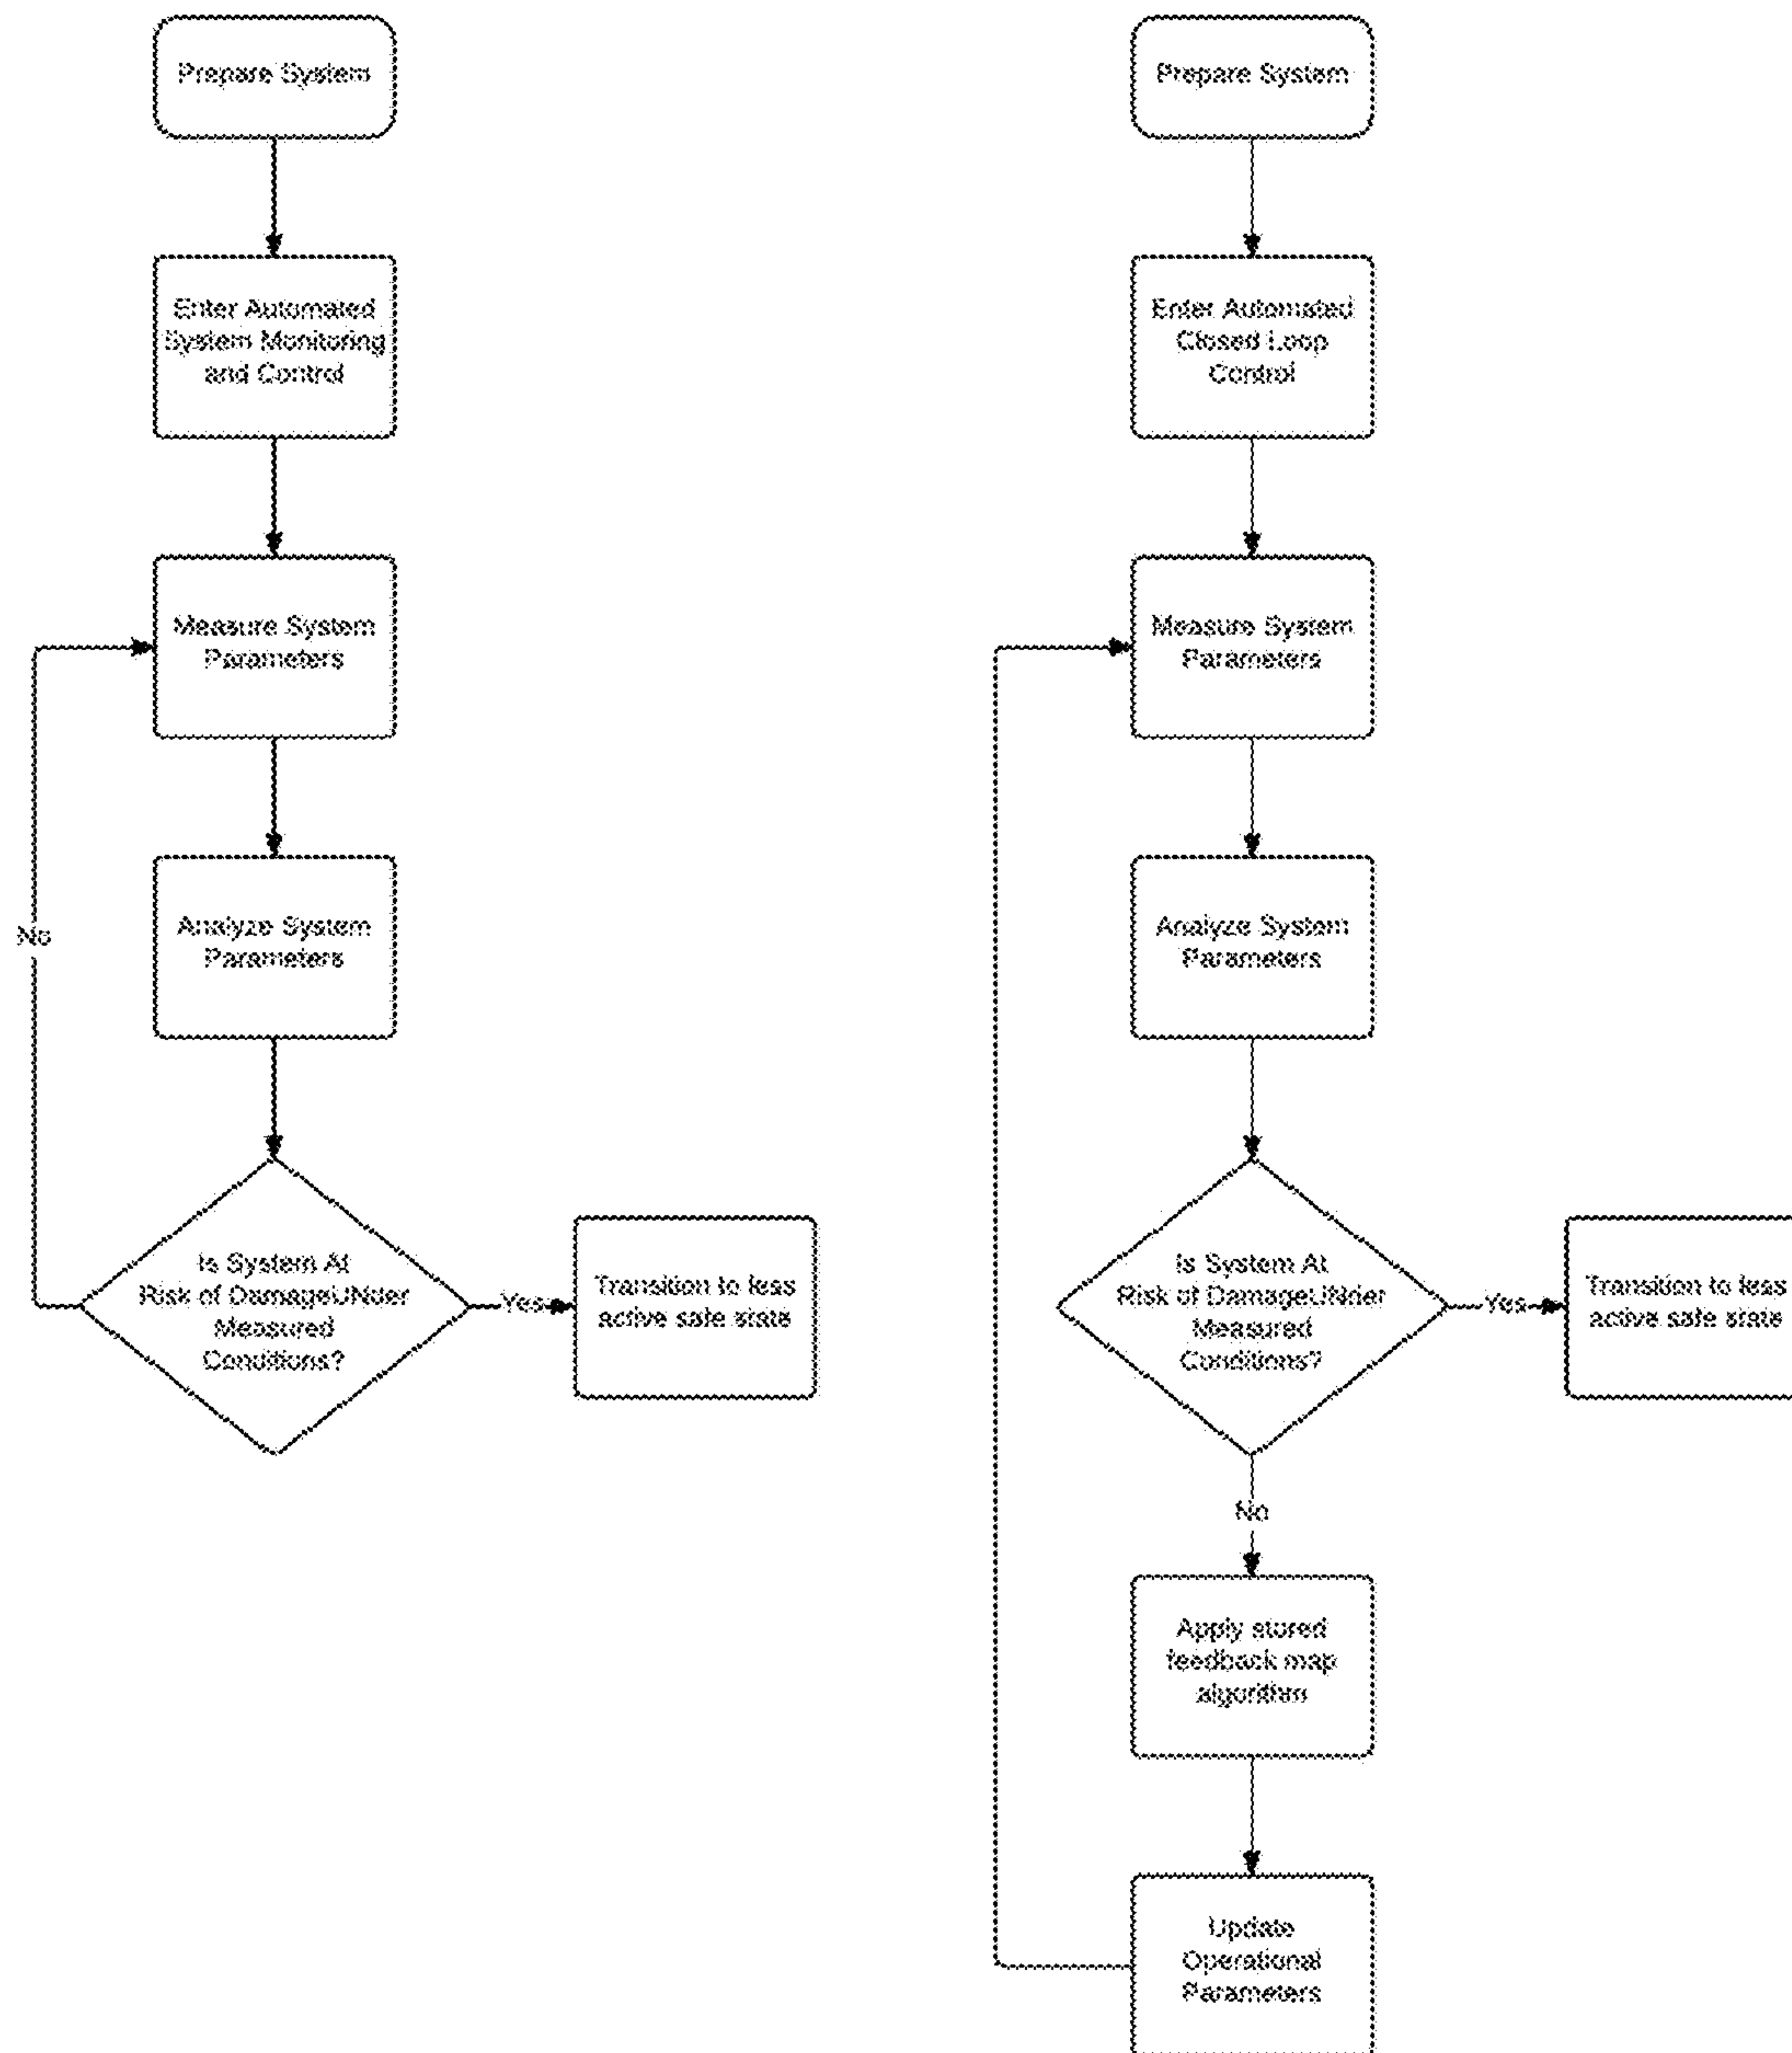 Prepare System
Enter Automated
System Monitoring
and Control
Measure System
Parameters
No
Analyze System
Parameters
Is System At
Risk of DamageUNder
Measured
Conditions?
Yes
Transition to less
active safe state
Prepare System
Enter Automated
Closed Loop
Control
Measure System
Parameters
Analyze System
Parameters
Is System At
Risk of DamageUNder
Measured
Conditions?
Yes
Transition to less
active safe state
No
Apply stored
feedback map
algorithm
Update
Operational
Parameters